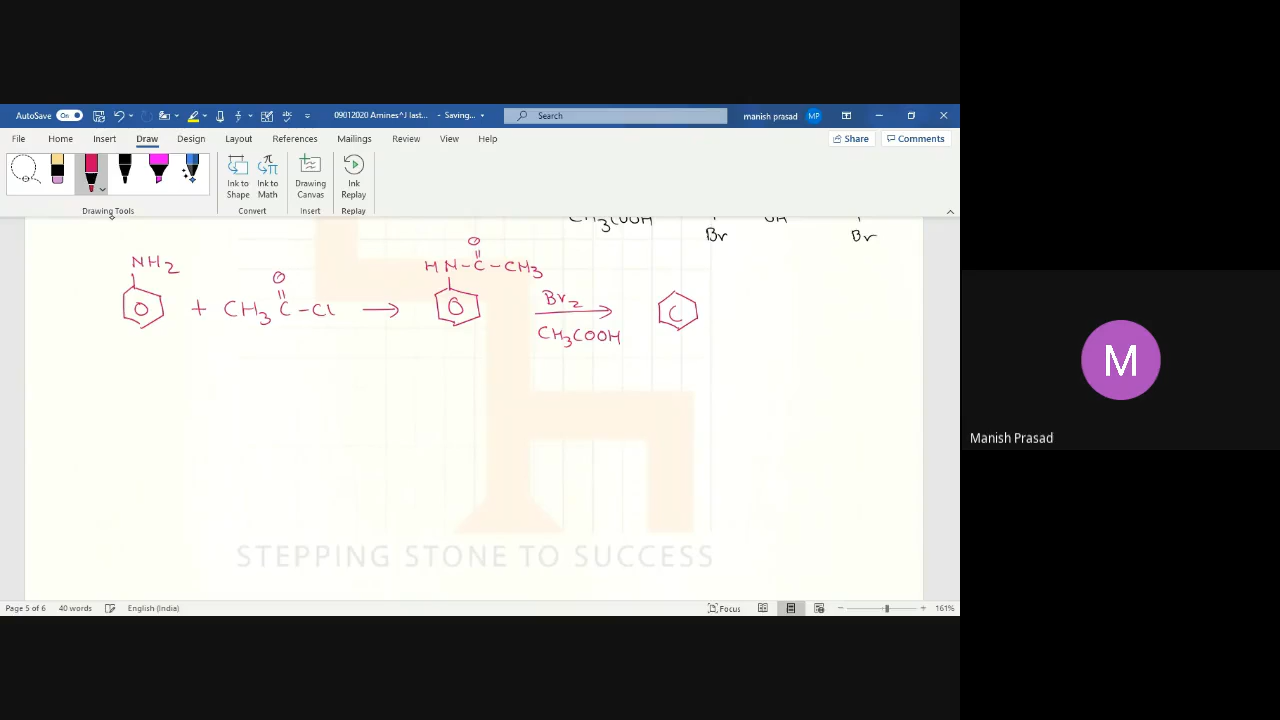 AutoSave On 09012020 Amines^J last... - Saving... Search manish prasad MP
File Home Insert Draw Design Layout References Mailings Review View Help Share Comments
Ink to Shape Ink to Math Drawing Canvas Ink Replay
Drawing Tools Convert Insert Replay
CH3COOH OH
Br Br
O
NH2 HN-C-CH3
O
+ CH3C-Cl → Br2
CH3COOH
STEPPING STONE TO SUCCESS
Page 5 of 6 40 words English (India) Focus 161%
M
Manish Prasad